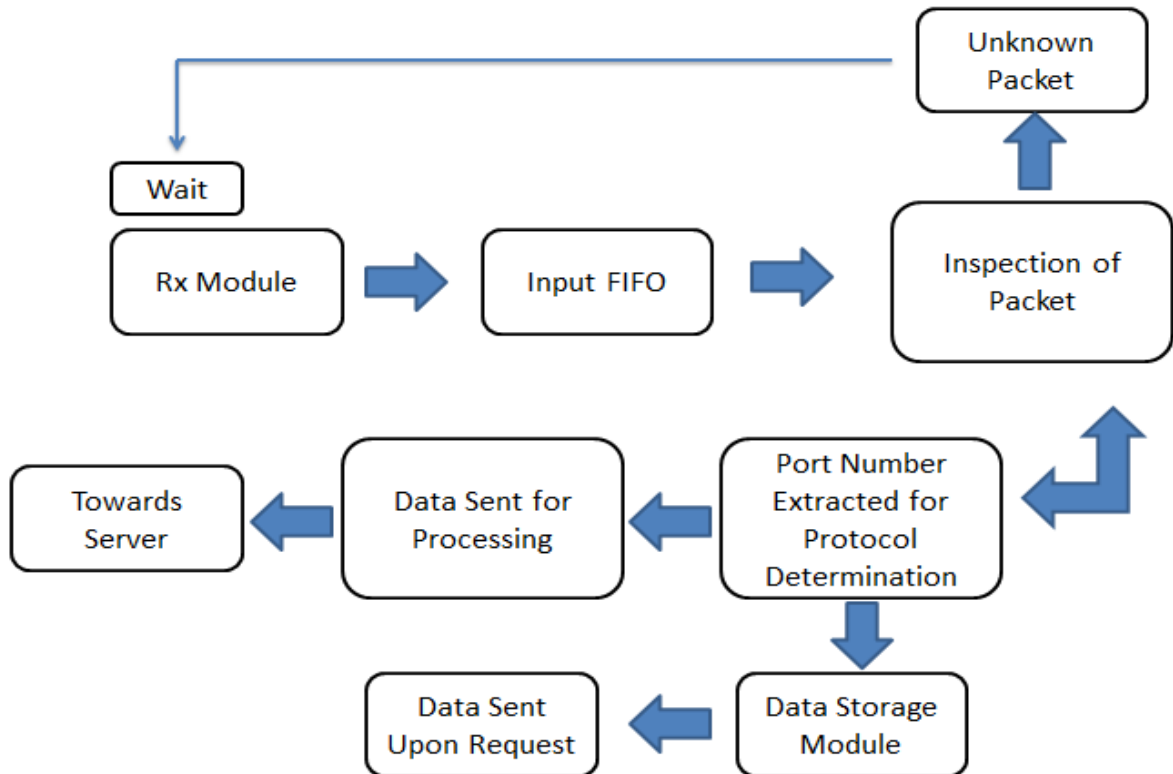 Unknown
Packet
Wait
Rx Module
Input FIFO
Inspection of
Packet
Towards
Server
Data Sent for
Processing
Port Number
Extracted for
Protocol
Determination
Data Sent
Upon Request
Data Storage
Module